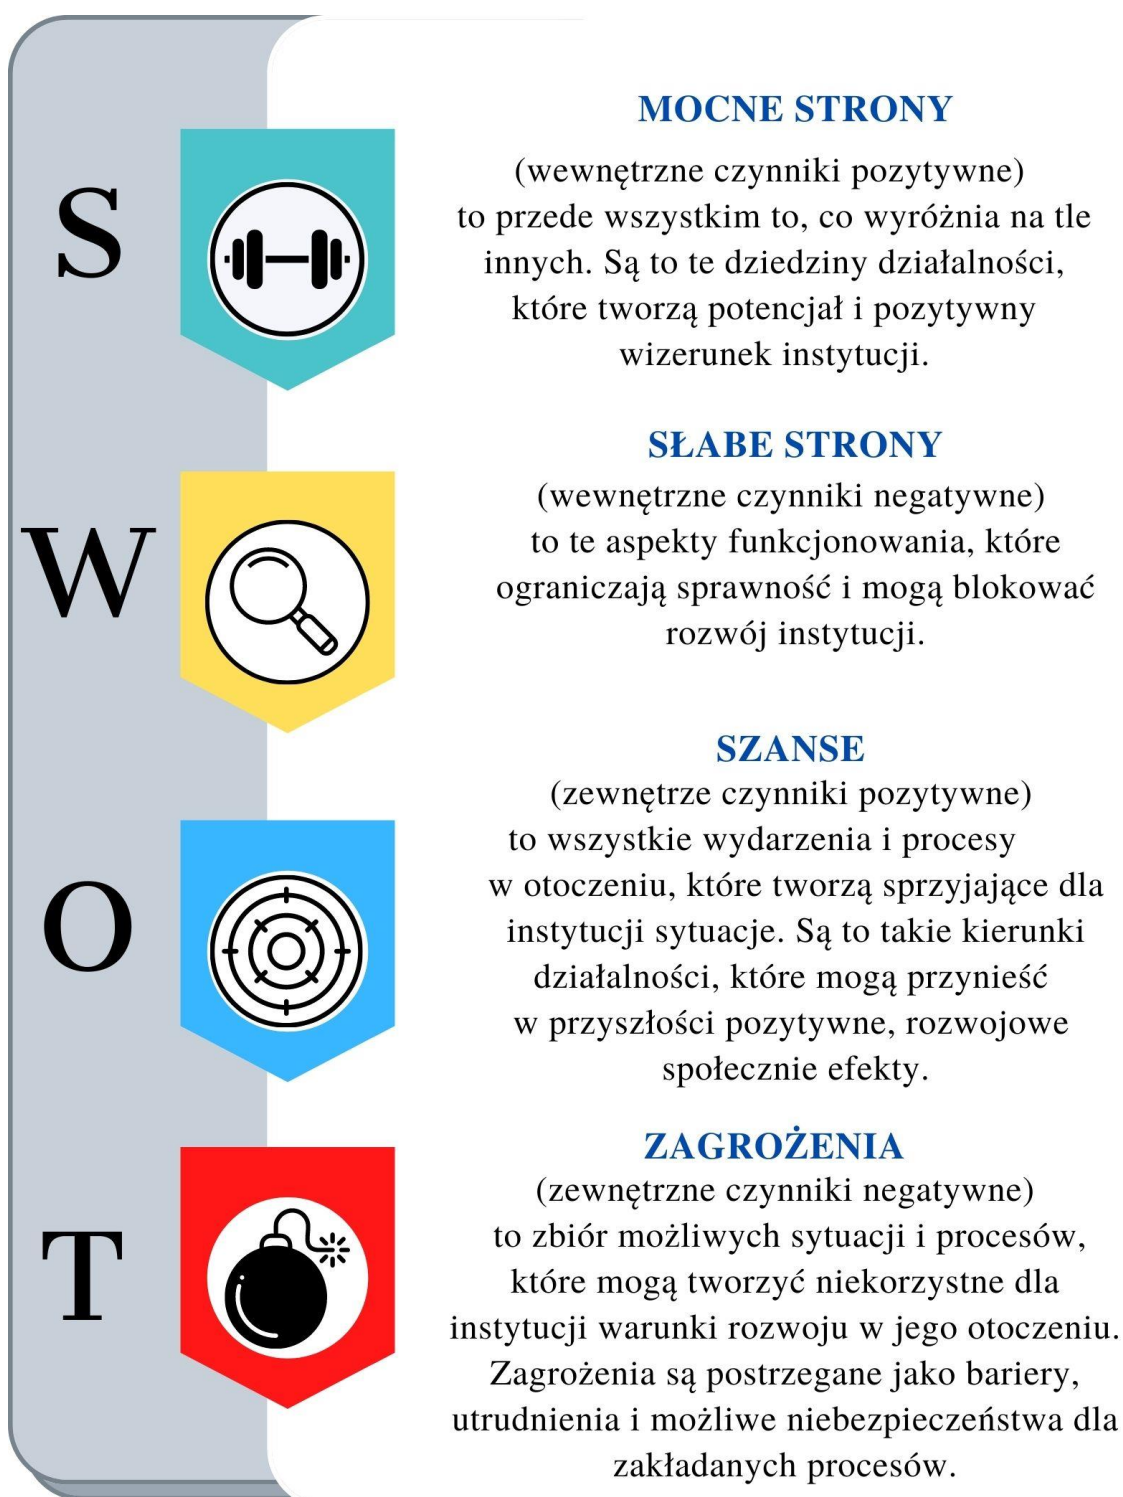 S
MOCNE STRONY
(wewnętrzne czynniki pozytywne)
to przede wszystkim to, co wyróżnia na tle
innych. Są to te dziedziny działalności,
które tworzą potencjał i pozytywny
wizerunek instytucji.
W
SŁABE STRONY
(wewnętrzne czynniki negatywne)
to te aspekty funkcjonowania, które
ograniczają sprawność i mogą blokować
rozwój instytucji.
O
SZANSE
(zewnętrze czynniki pozytywne)
to wszystkie wydarzenia i procesy
w otoczeniu, które tworzą sprzyjające dla
instytucji sytuacje. Są to takie kierunki
działalności, które mogą przynieść
w przyszłości pozytywne, rozwojowe
społecznie efekty.
T
ZAGROŻENIA
(zewnętrzne czynniki negatywne)
to zbiór możliwych sytuacji i procesów,
które mogą tworzyć niekorzystne dla
instytucji warunki rozwoju w jego otoczeniu.
Zagrożenia są postrzegane jako bariery,
utrudnienia i możliwe niebezpieczeństwa dla
zakładanych procesów.